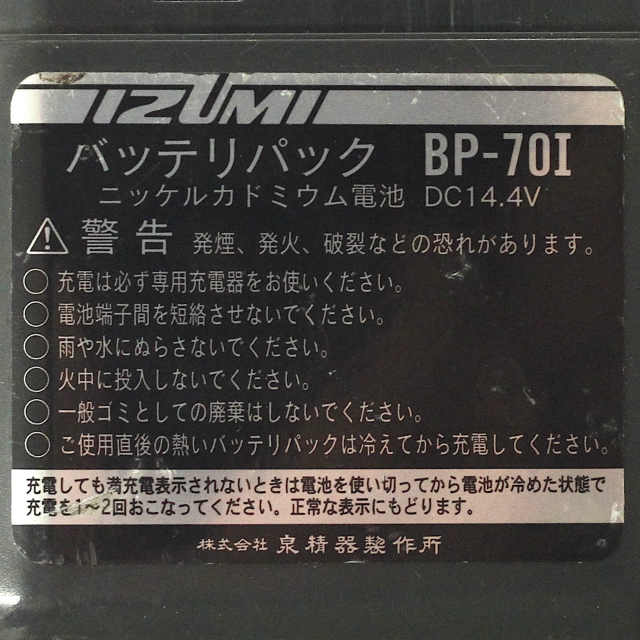 IZUMI
バッテリパック BP-70I
ニッケルカドミウム電池 DC14.4V
警告 発煙、発火、破裂などの恐れがあります。
○充電は必ず専用充電器をお使いください。
○電池端子間を短絡させないでください。
○雨や水にぬらさないでください。
○火中に投入しないでください。
○一般ゴミとしての廃棄はしないでください。
○ご使用直後の熱いバッテリパックは冷えてから充電してください。
充電しても満充電表示されないときは電池を使い切ってから電池が冷めた状態で
充電を1〜2回おこなってください。正常な表示にもどります。
株式会社 泉精器製作所